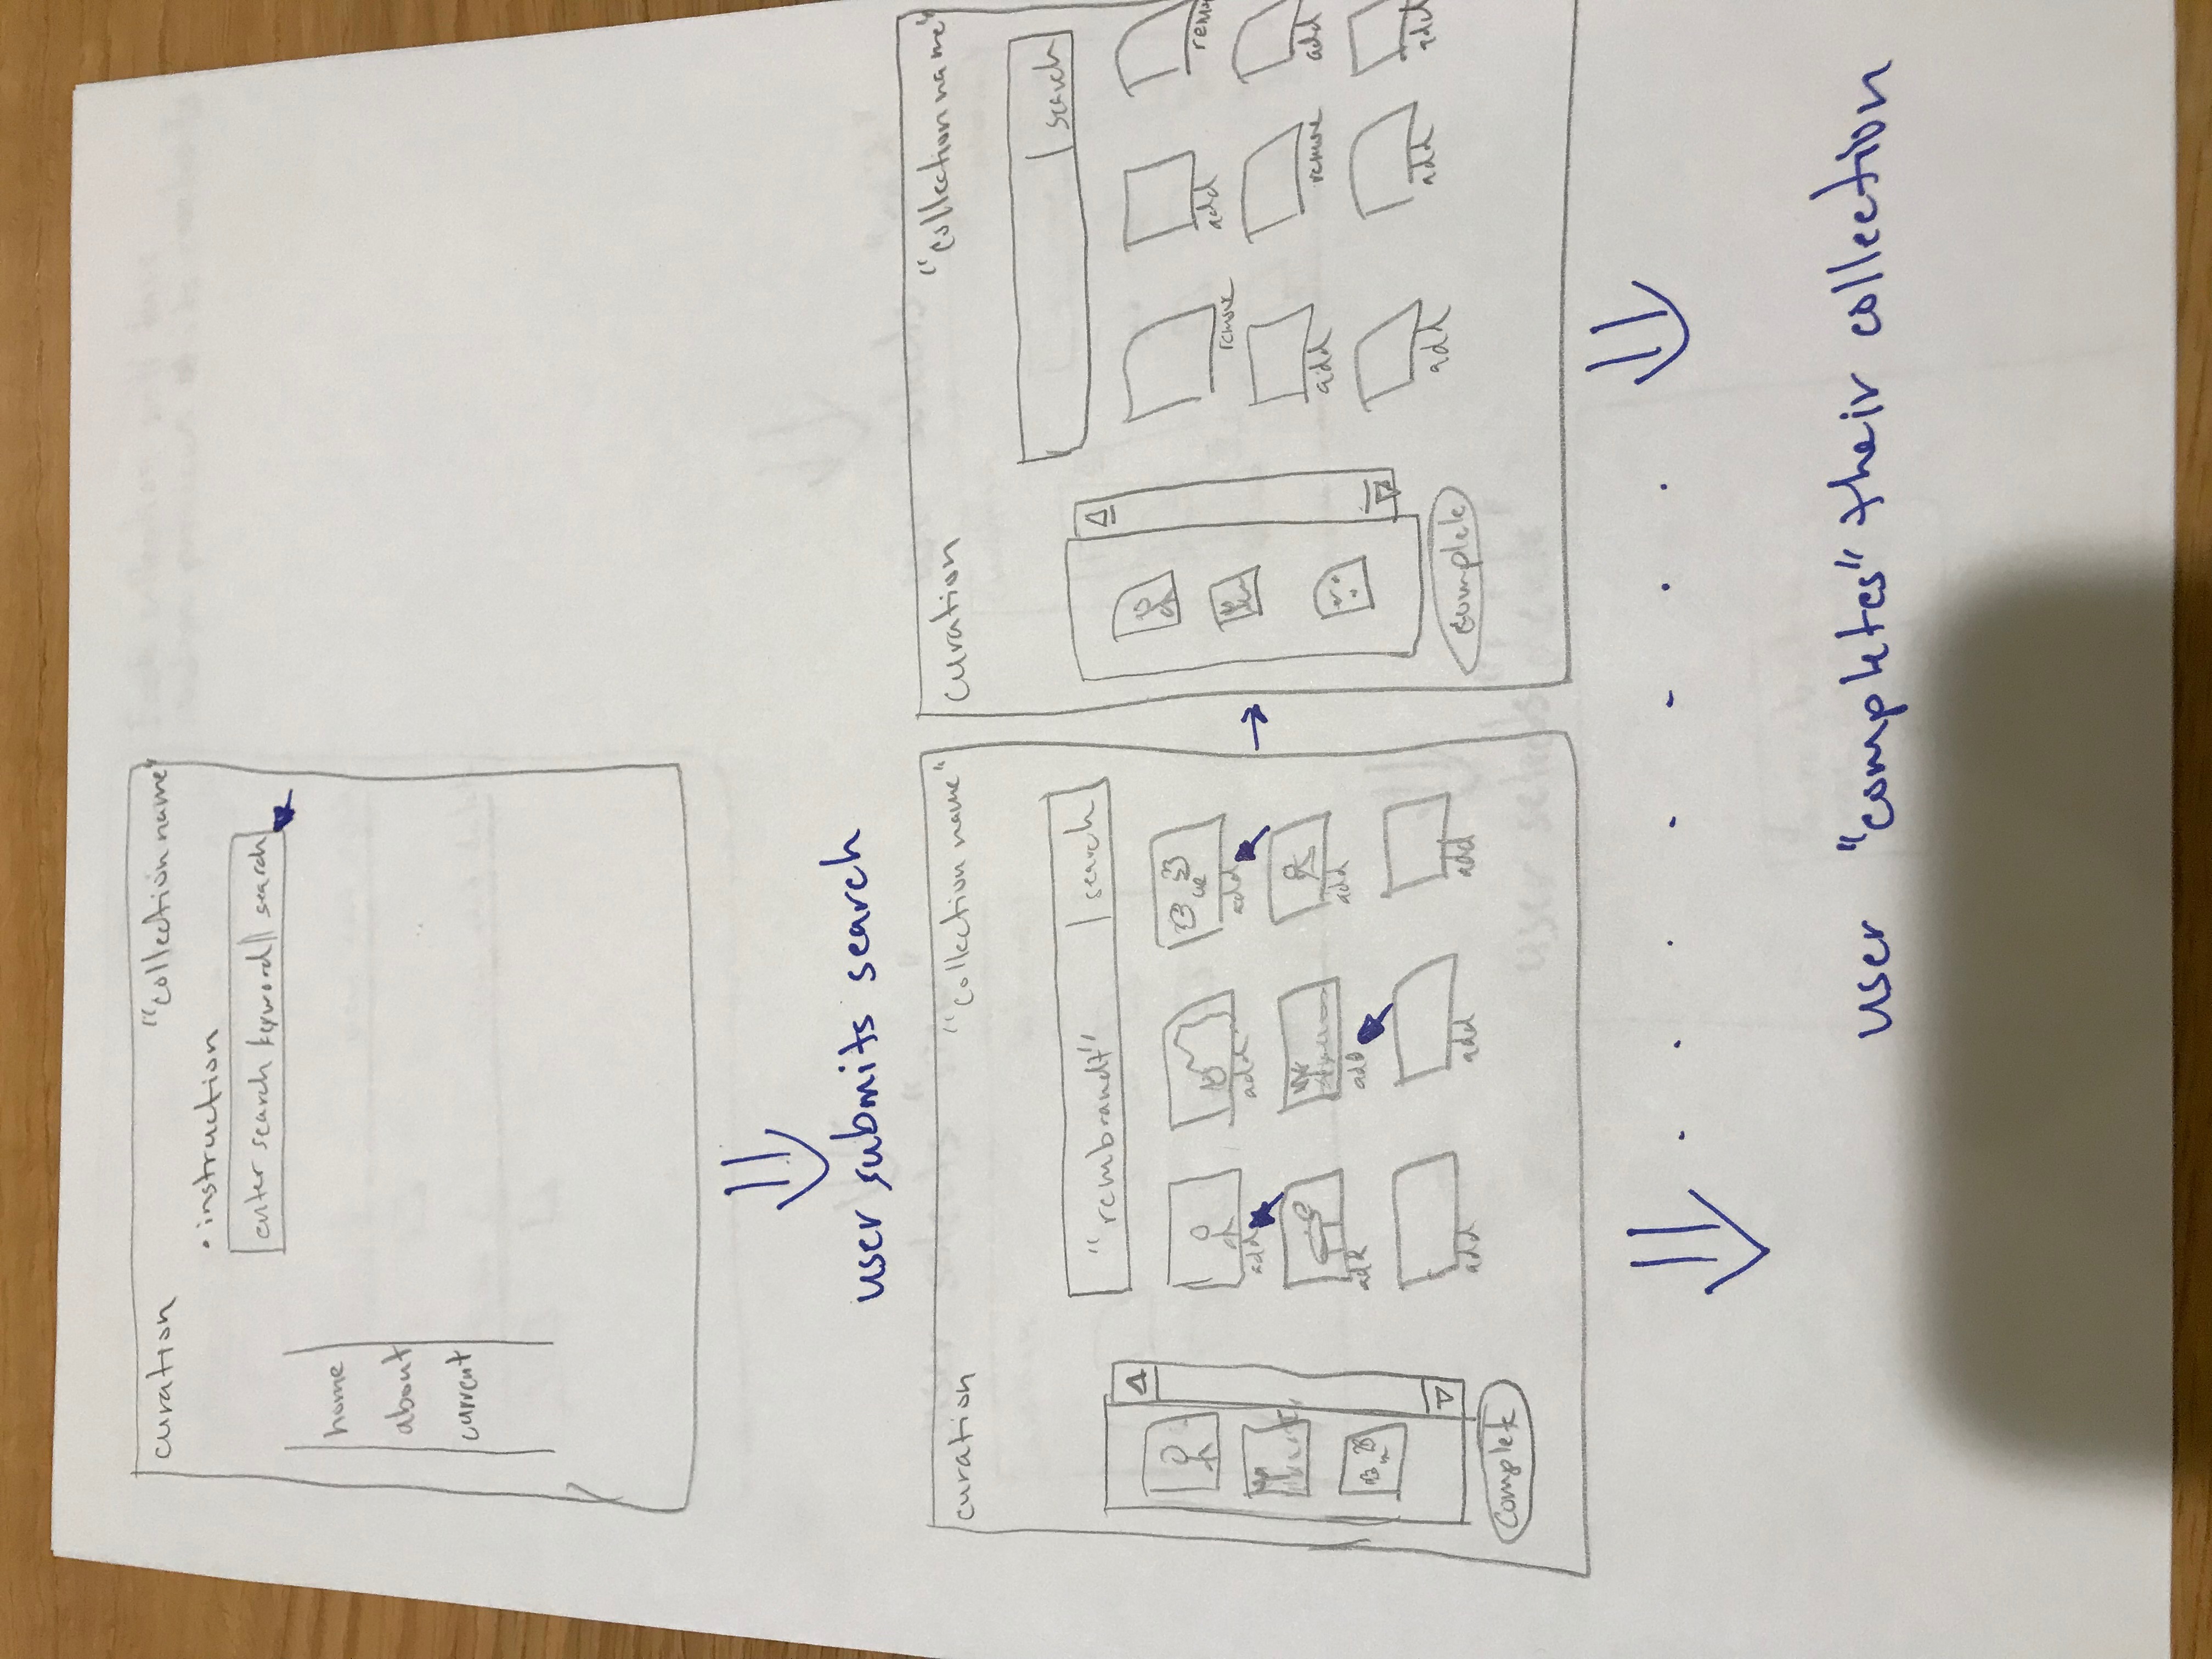 curation "collection name"
• instruction
enter search keyword || search
home
about
current
user submits search
curation "collection name"
"rembrandt" | search
add add add
add add add
add add add
complete
curation "collection name"
search
remove add remo
add remove add
add add add
complete
user "completes" their collection